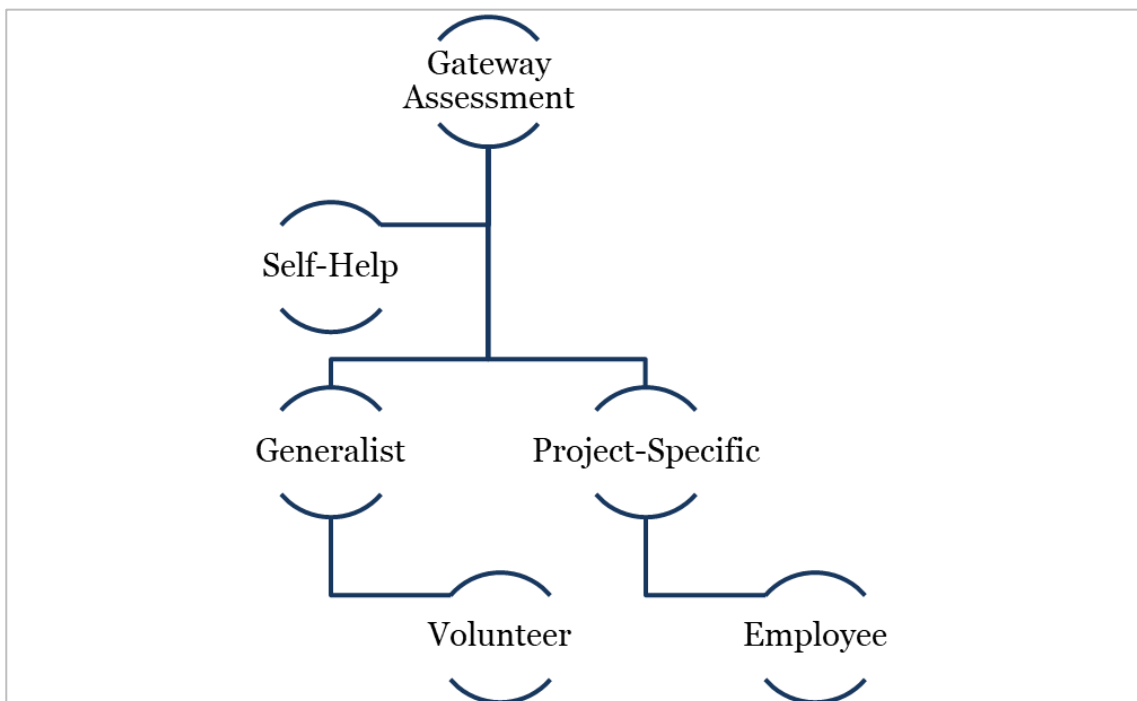 Gateway
Assessment
Self-Help
Generalist
Project-Specific
Volunteer
Employee